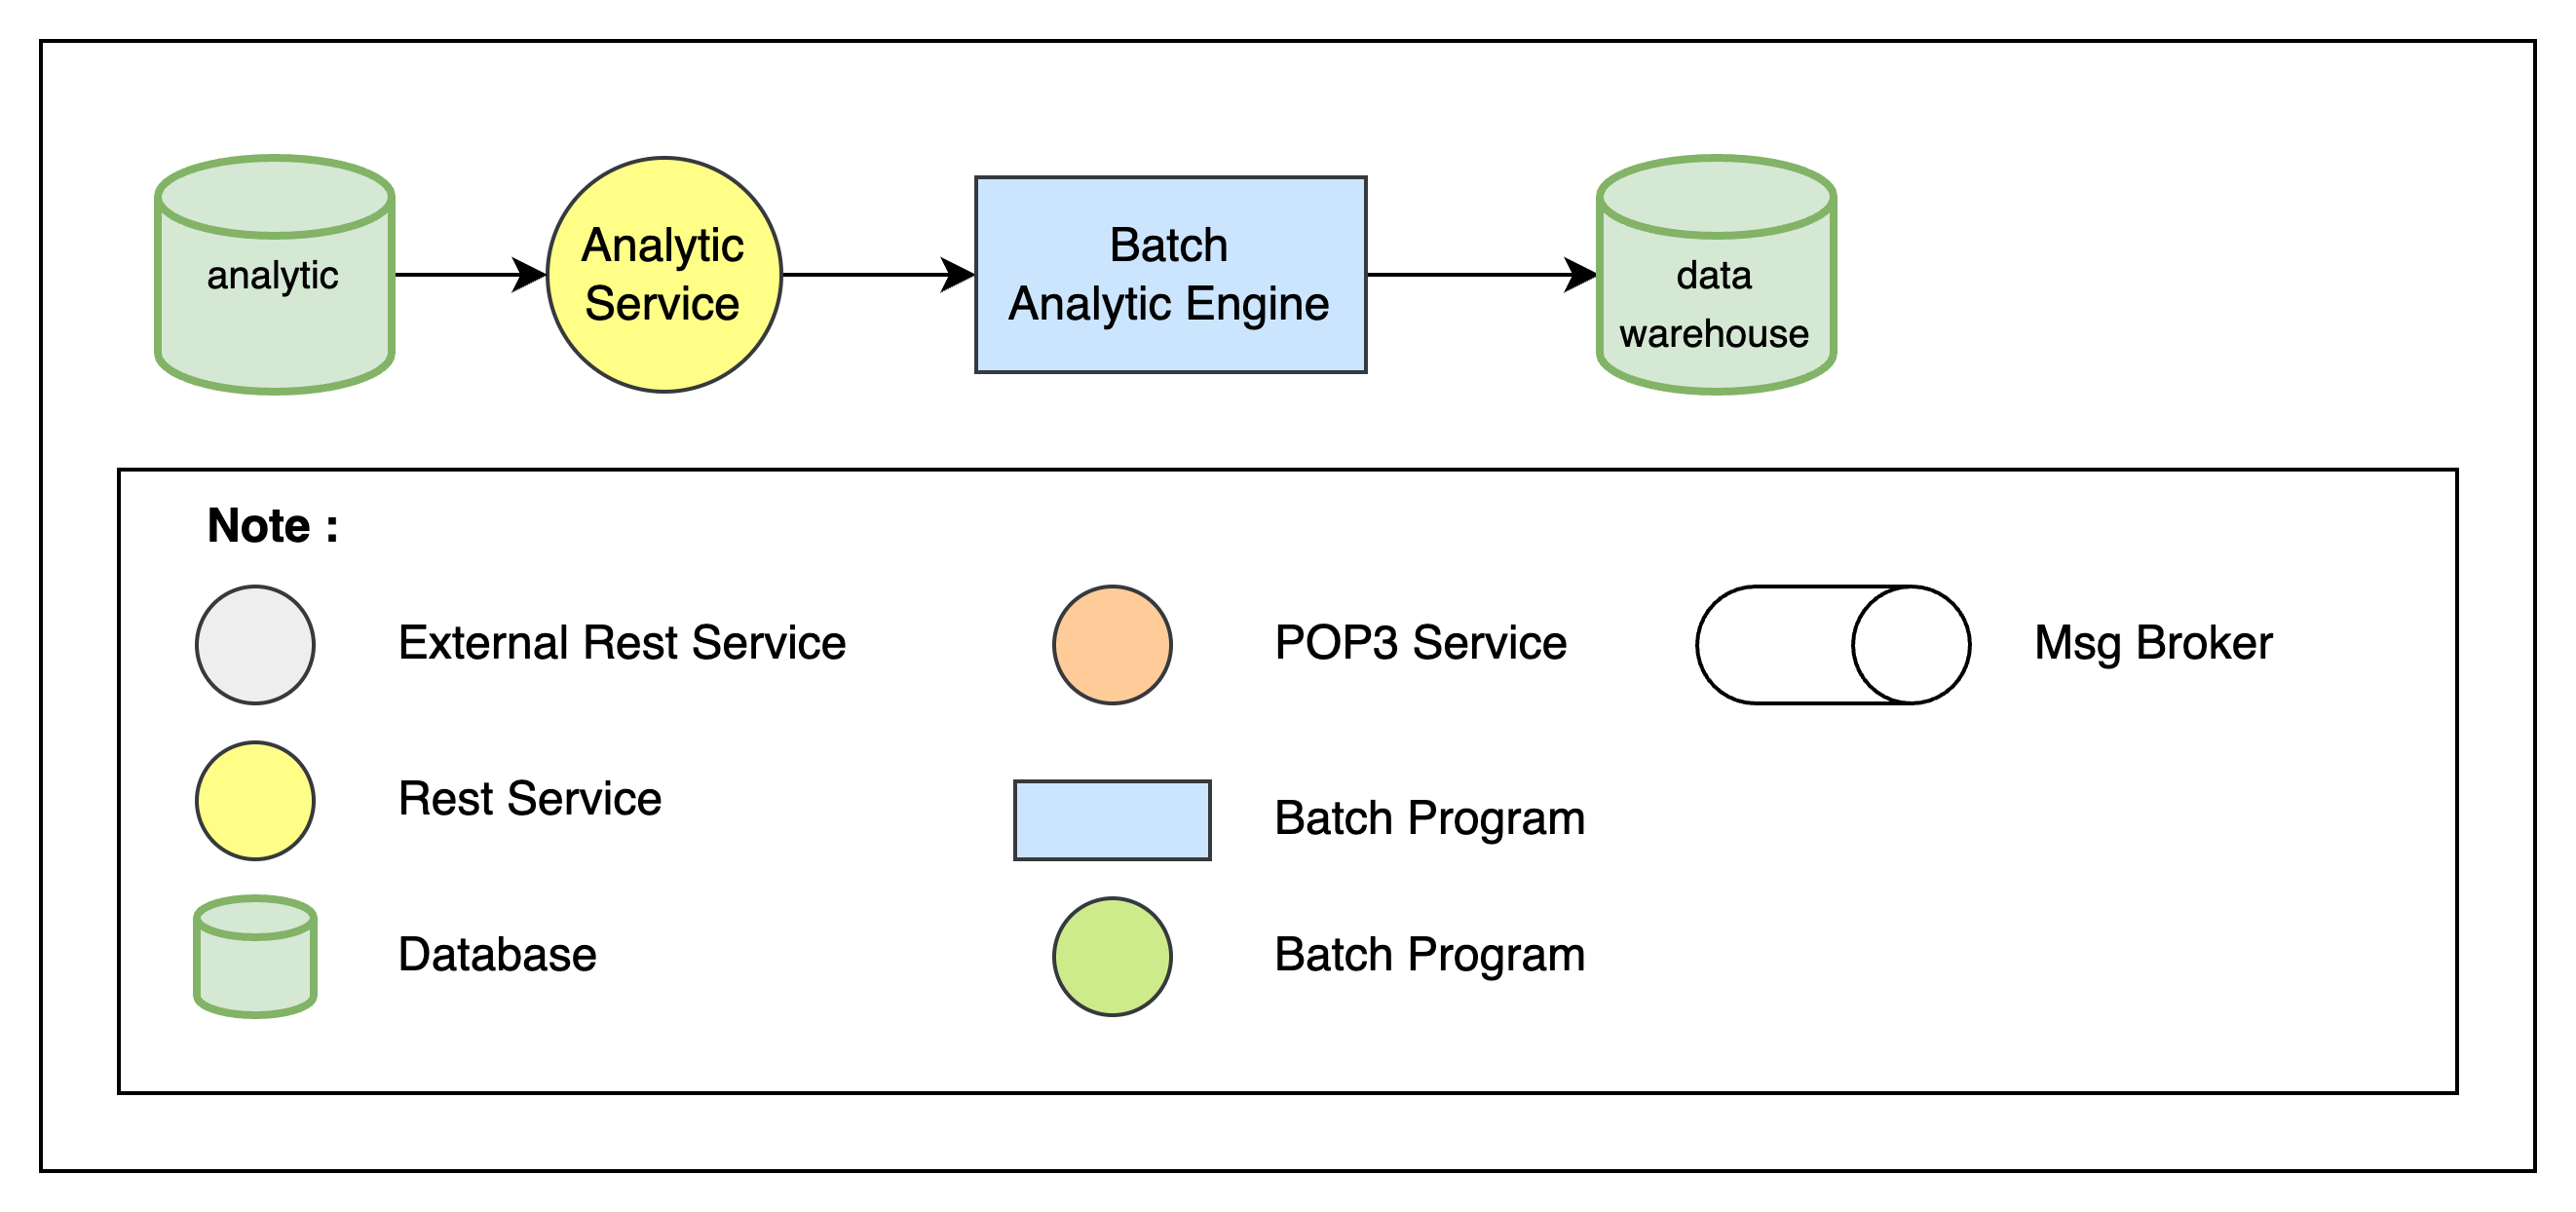 analytic
Analytic
Service
Batch
Analytic Engine
data
warehouse
Note :
External Rest Service
POP3 Service
Msg Broker
Rest Service
Batch Program
Database
Batch Program